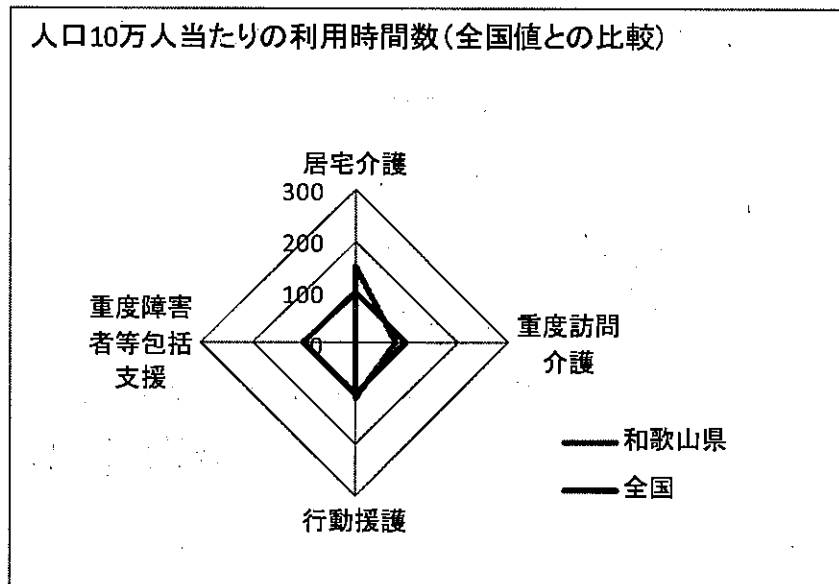 人口10万人当たりの利用時間数(全国値との比較)
居宅介護
300
200
100
0
重度障害
者等包括
支援
重度訪問
介護
和歌山県
全国
行動援護